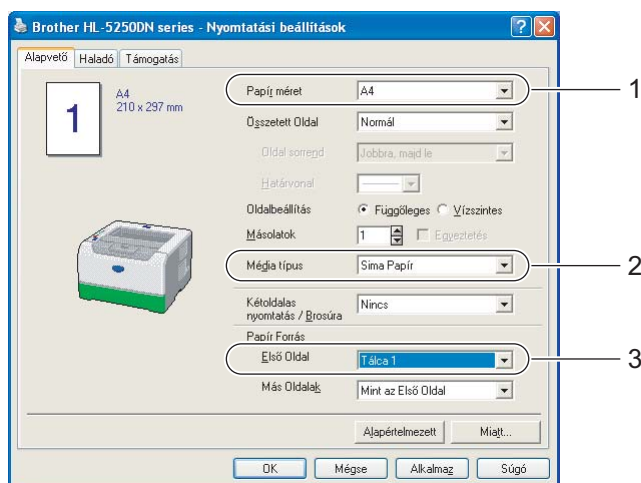 Brother HL-5250DN series - Nyomtatási beállítások
Alapvető Haladó Támogatás
1
A4
210 x 297 mm
Papír méret A4 1
Összetett Oldal Normál
Oldal sorrend Jobbra, majd le
Határvonal
Oldalbeállítás Függőleges Vízszintes
Másolatok 1 Egyeztetés
Média típus Sima Papír 2
Kétoldalas
nyomtatás / Brosúra Nincs
Papír Forrás
Első Oldal Tálca 1 3
Más Oldalak Mint az Első Oldal
Alapértelmezett Miatt...
OK Mégse Alkalmaz Súgó